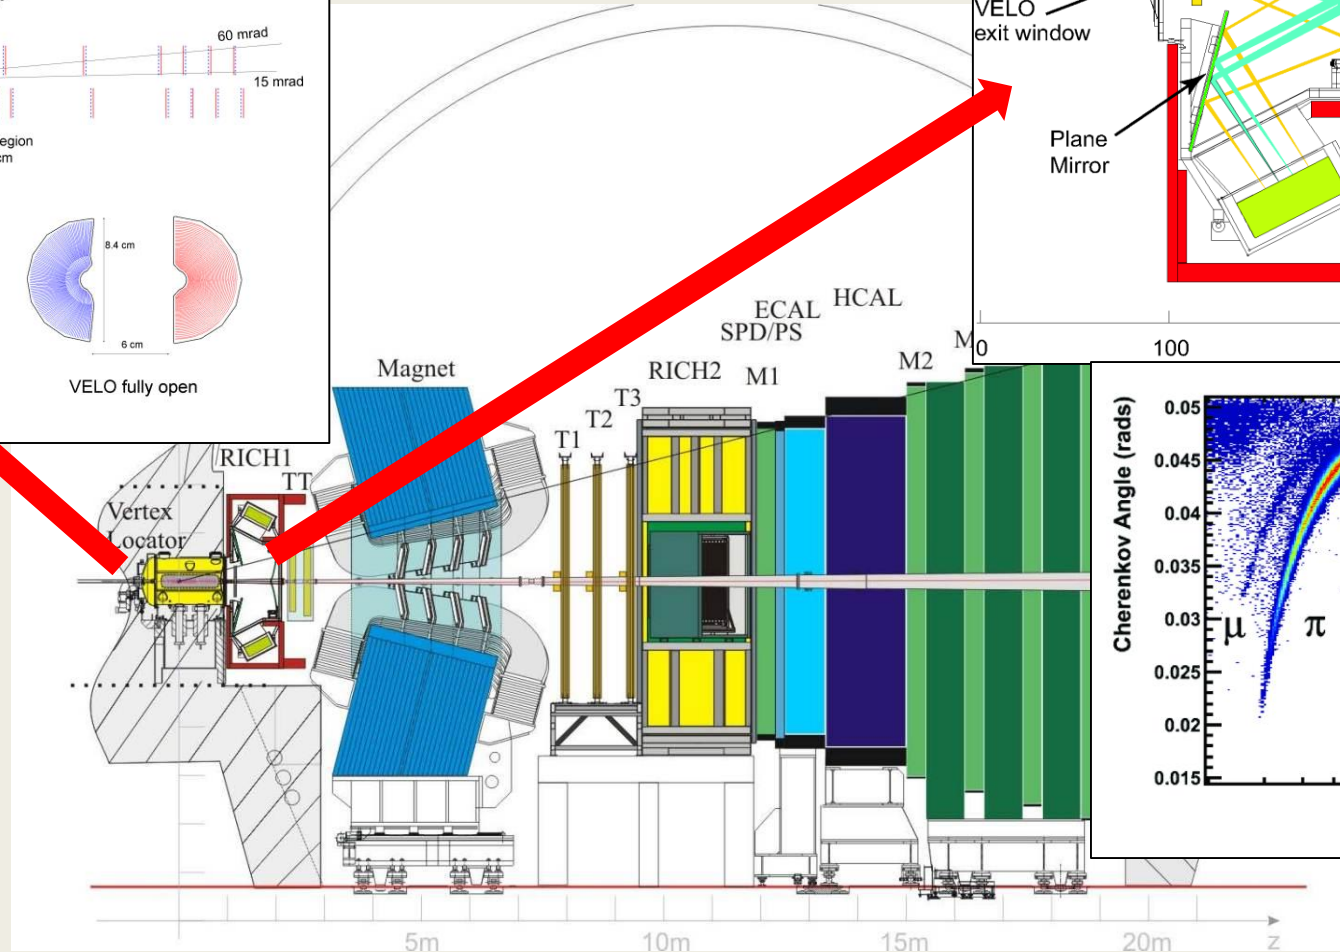 60 mrad
15 mrad
egion
cm
8.4 cm
6 cm
VELO fully open
VELO
exit window
Plane
Mirror
0
100
HCAL
ECAL
SPD/PS
M
M2
Magnet
RICH2
M1
T3
T2
T1
RICH1
TT
Vertex
Locator
Cherenkov Angle (rads)
0.05
0.045
0.04
0.035
0.03
0.025
0.02
0.015
μ
π
5m
10m
15m
20m
z